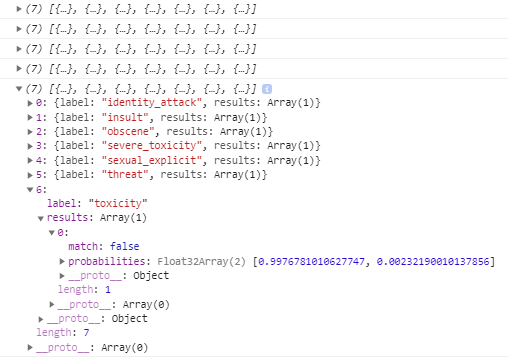 (7) [{…}, {…}, {…}, {…}, {…}, {…}, {…}]
(7) [{…}, {…}, {…}, {…}, {…}, {…}, {…}]
(7) [{…}, {…}, {…}, {…}, {…}, {…}, {…}]
(7) [{…}, {…}, {…}, {…}, {…}, {…}, {…}]
(7) [{…}, {…}, {…}, {…}, {…}, {…}, {…}] i
0: {label: "identity_attack", results: Array(1)}
1: {label: "insult", results: Array(1)}
2: {label: "obscene", results: Array(1)}
3: {label: "severe_toxicity", results: Array(1)}
4: {label: "sexual_explicit", results: Array(1)}
5: {label: "threat", results: Array(1)}
6:
label: "toxicity"
results: Array(1)
0:
match: false
probabilities: Float32Array(2) [0.9976781010627747, 0.00232190010137856]
__proto__: Object
length: 1
__proto__: Array(0)
__proto__: Object
length: 7
__proto__: Array(0)